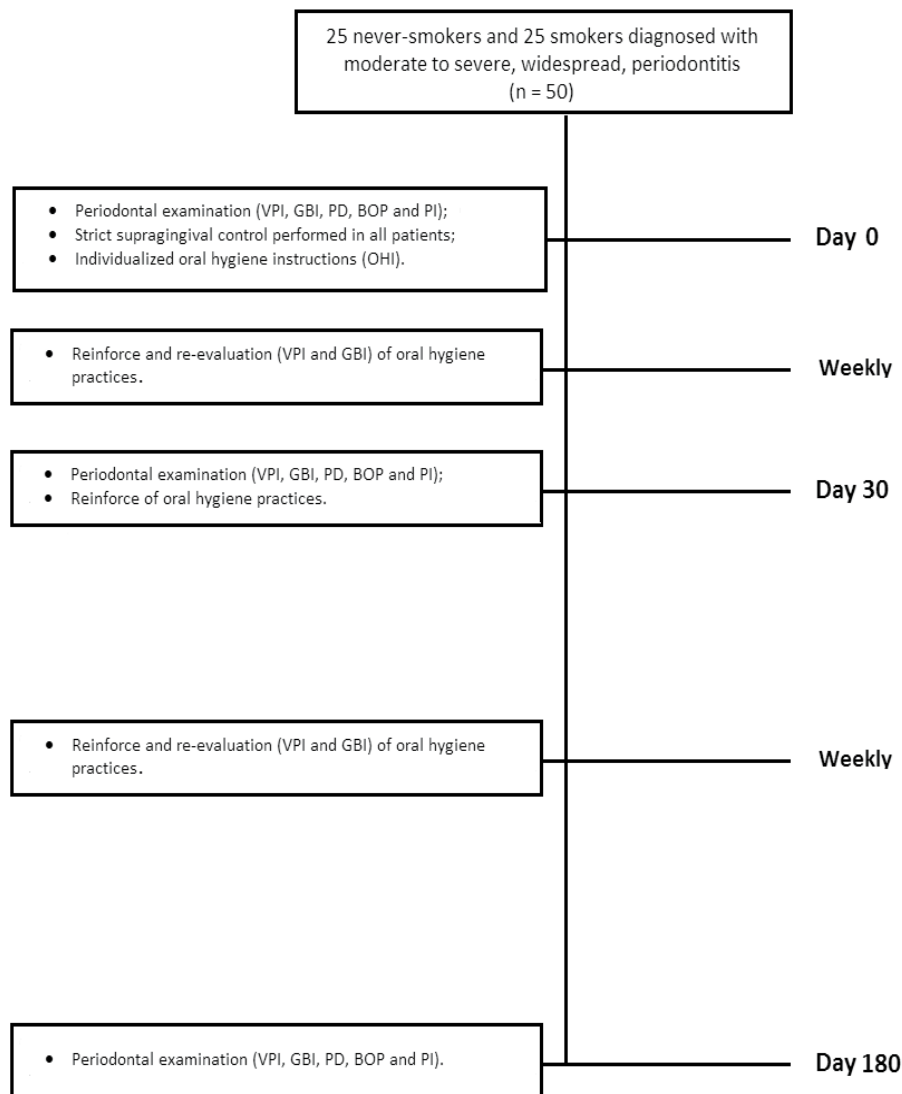 25 never-smokers and 25 smokers diagnosed with
moderate to severe, widespread, periodontitis
(n = 50)
• Periodontal examination (VPI, GBI, PD, BOP and PI);
• Strict supragingival control performed in all patients;
• Individualized oral hygiene instructions (OHI).
Day 0
• Reinforce and re-evaluation (VPI and GBI) of oral hygiene
practices.
Weekly
• Periodontal examination (VPI, GBI, PD, BOP and PI);
• Reinforce of oral hygiene practices.
Day 30
• Reinforce and re-evaluation (VPI and GBI) of oral hygiene
practices.
Weekly
• Periodontal examination (VPI, GBI, PD, BOP and PI).
Day 180